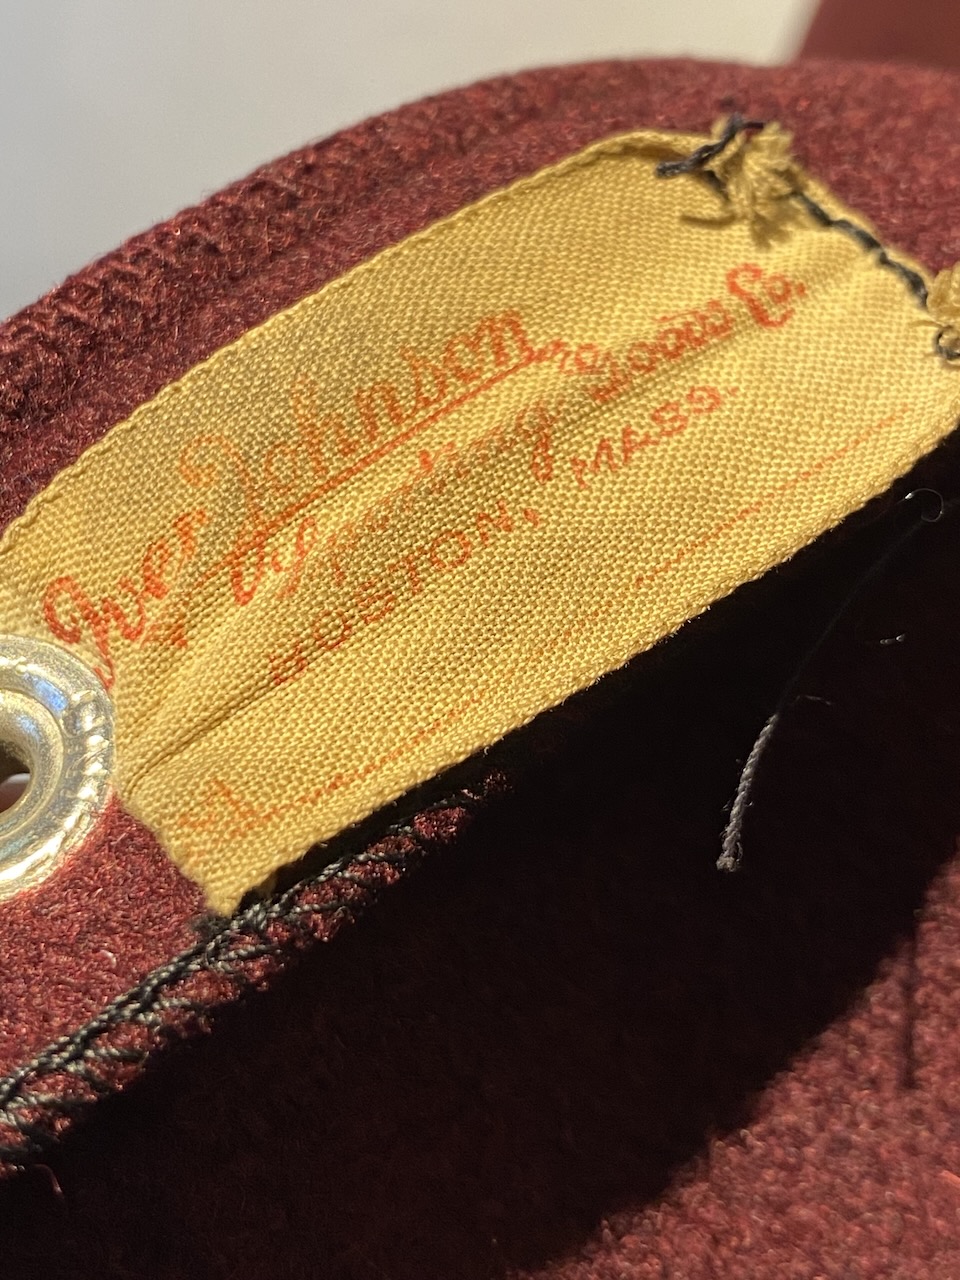 Iver Johnson
Sporting Goods Co.
BOSTON, MASS.